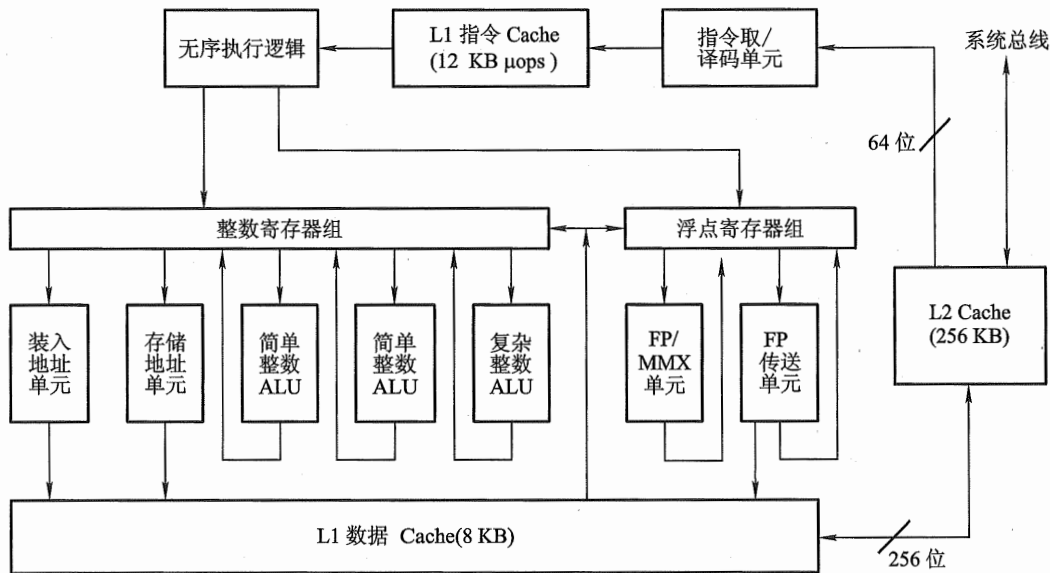 无序执行逻辑
L1 指令 Cache
(12 KB μops)
指令取/
译码单元
系统总线
64 位
整数寄存器组
浮点寄存器组
装入
地址
单元
存储
地址
单元
简单
整数
ALU
简单
整数
ALU
复杂
整数
ALU
FP/
MMX
单元
FP
传送
单元
L2 Cache
(256 KB)
L1 数据 Cache(8 KB)
256 位